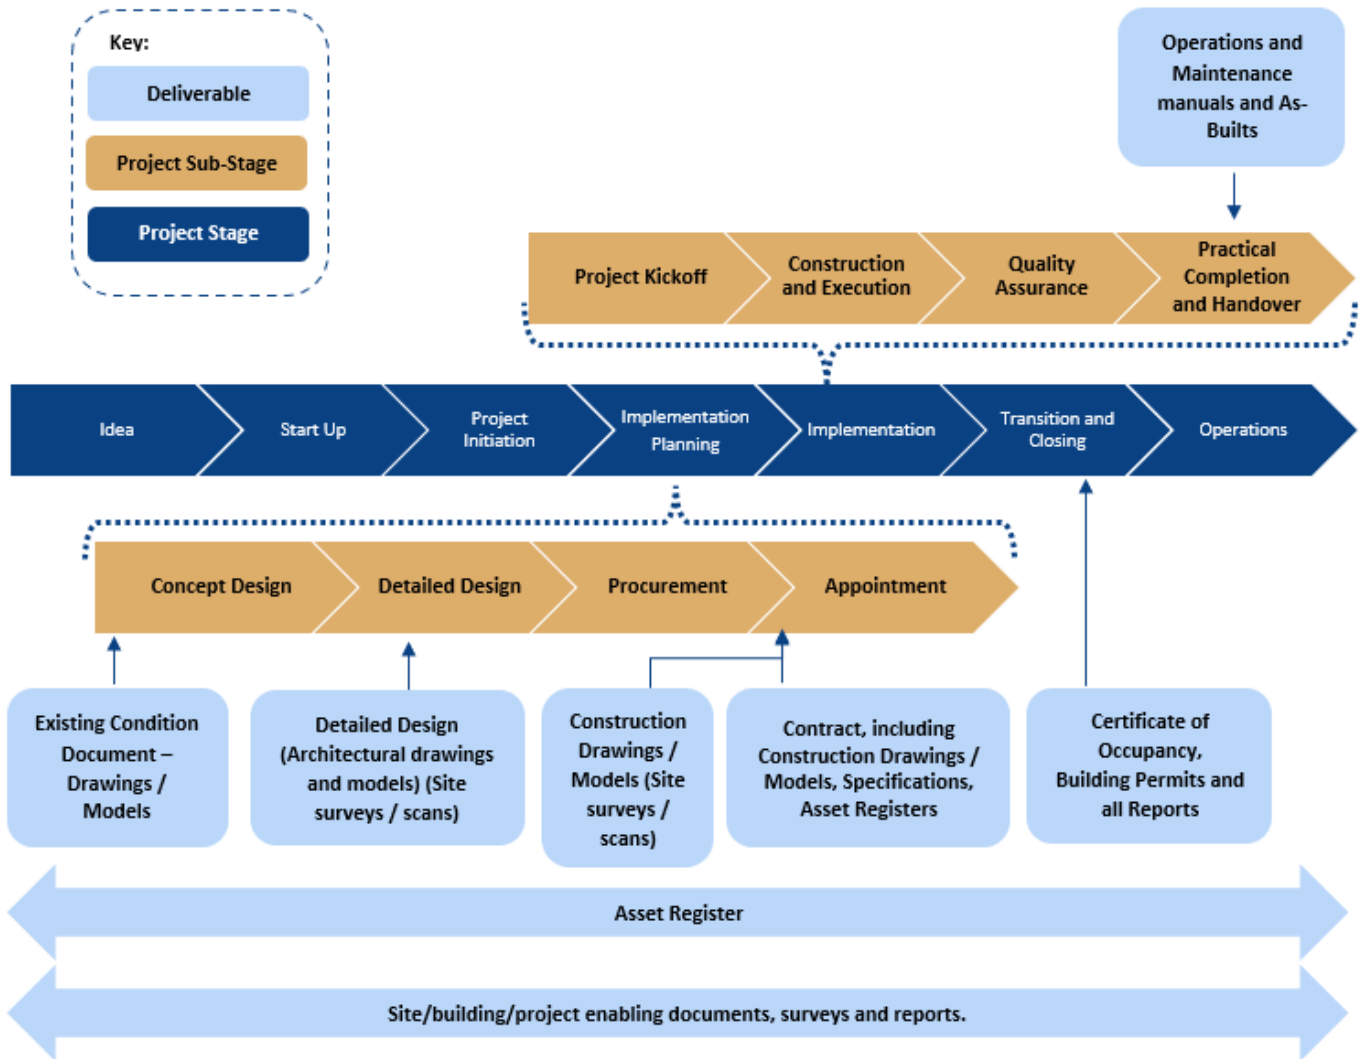 Key:
Deliverable
Project Sub-Stage
Project Stage
Operations and
Maintenance
manuals and As-
Builts
Project Kickoff
Construction
and Execution
Quality
Assurance
Practical
Completion
and Handover
Idea
Start Up
Project
Initiation
Implementation
Planning
Implementation
Transition and
Closing
Operations
Concept Design
Detailed Design
Procurement
Appointment
Existing Condition
Document –
Drawings /
Models
Detailed Design
(Architectural drawings
and models) (Site
surveys / scans)
Construction
Drawings /
Models (Site
surveys /
scans)
Contract, including
Construction Drawings /
Models, Specifications,
Asset Registers
Certificate of
Occupancy,
Building Permits and
all Reports
Asset Register
Site/building/project enabling documents, surveys and reports.